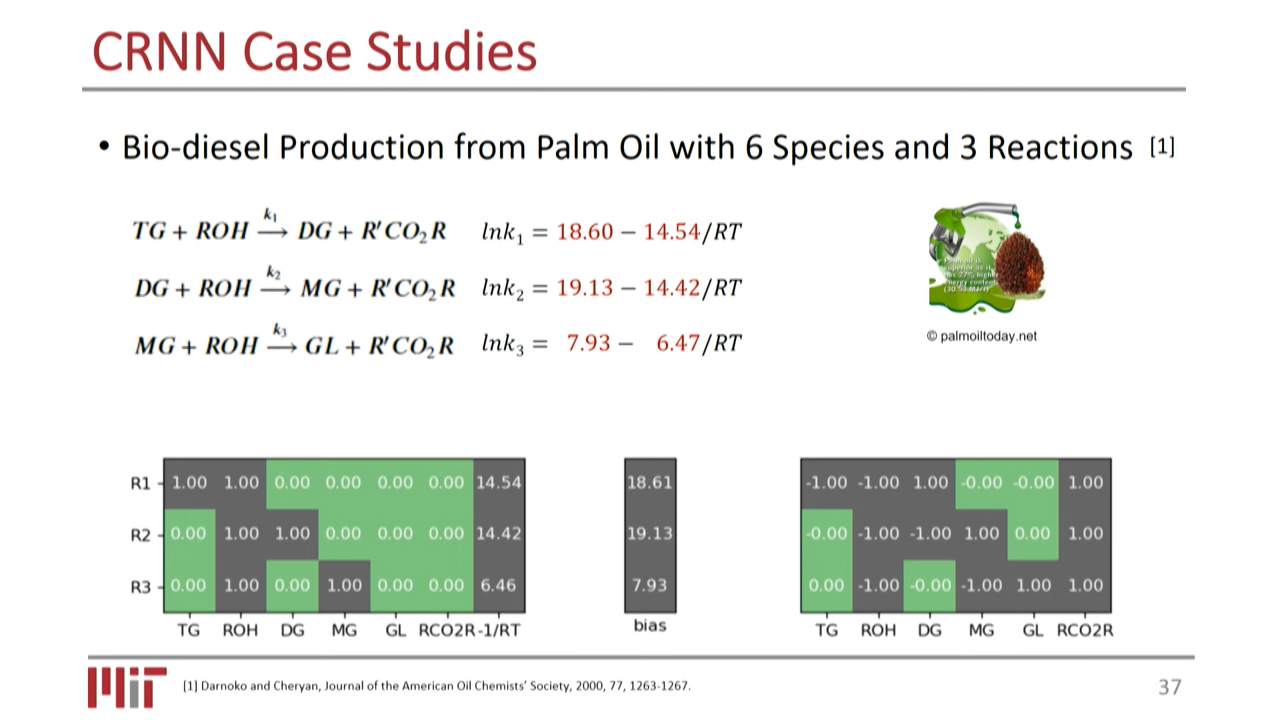 CRNN Case Studies
• Bio-diesel Production from Palm Oil with 6 Species and 3 Reactions [1]
TG + ROH —k₁→ DG + R'CO₂R lnk₁ = 18.60 − 14.54/RT
DG + ROH —k₂→ MG + R'CO₂R lnk₂ = 19.13 − 14.42/RT
MG + ROH —k₃→ GL + R'CO₂R lnk₃ = 7.93 − 6.47/RT
© palmoiltoday.net
R1 1.00 1.00 0.00 0.00 0.00 0.00 14.54
R2 0.00 1.00 1.00 0.00 0.00 0.00 14.42
R3 0.00 1.00 0.00 1.00 0.00 0.00 6.46
TG ROH DG MG GL RCO2R -1/RT
18.61
19.13
7.93
bias
-1.00 -1.00 1.00 -0.00 -0.00 1.00
-0.00 -1.00 -1.00 1.00 0.00 1.00
0.00 -1.00 -0.00 -1.00 1.00 1.00
TG ROH DG MG GL RCO2R
MIT
[1] Darnoko and Cheryan, Journal of the American Oil Chemists' Society, 2000, 77, 1263-1267.
37